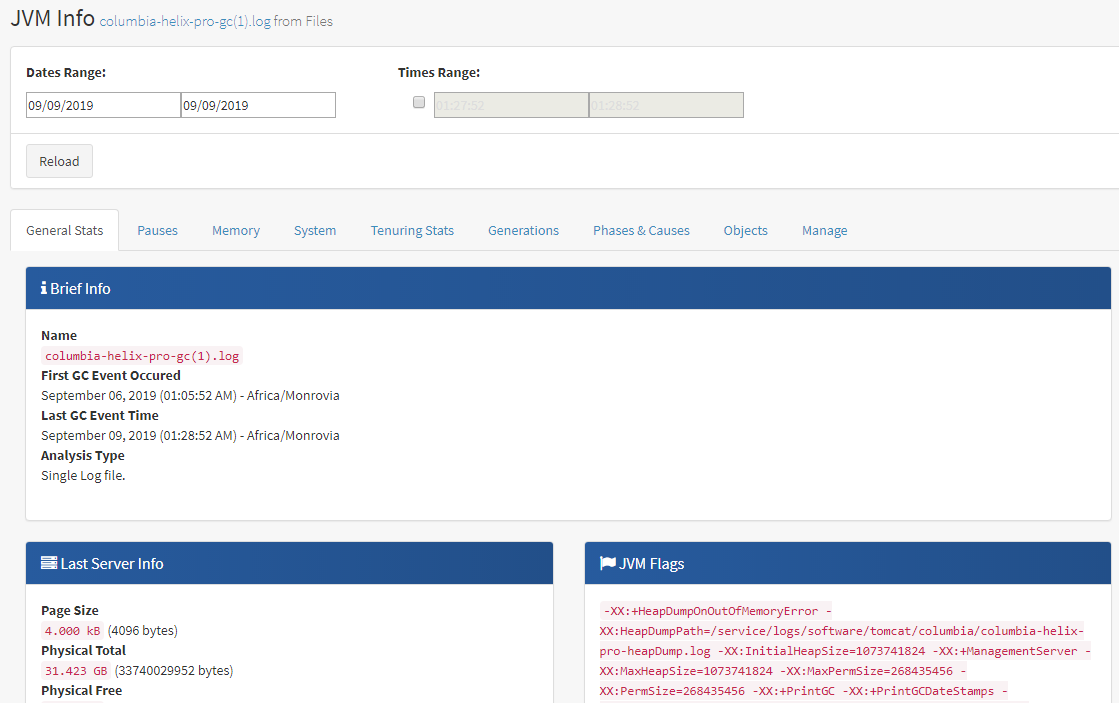 JVM Info columbia-helix-pro-gc(1).log from Files
Dates Range:
Times Range:
09/09/2019
09/09/2019
01:27:52
01:28:52
Reload
General Stats
Pauses
Memory
System
Tenuring Stats
Generations
Phases & Causes
Objects
Manage
Brief Info
Name
columbia-helix-pro-gc(1).log
First GC Event Occured
September 06, 2019 (01:05:52 AM) - Africa/Monrovia
Last GC Event Time
September 09, 2019 (01:28:52 AM) - Africa/Monrovia
Analysis Type
Single Log file.
Last Server Info
Page Size
4.000 kB (4096 bytes)
Physical Total
31.423 GB (33740029952 bytes)
Physical Free
JVM Flags
-XX:+HeapDumpOnOutOfMemoryError -
XX:HeapDumpPath=/service/logs/software/tomcat/columbia/columbia-helix-
pro-heapDump.log -XX:InitialHeapSize=1073741824 -XX:+ManagementServer -
XX:MaxHeapSize=1073741824 -XX:MaxPermSize=268435456 -
XX:PermSize=268435456 -XX:+PrintGC -XX:+PrintGCDateStamps -